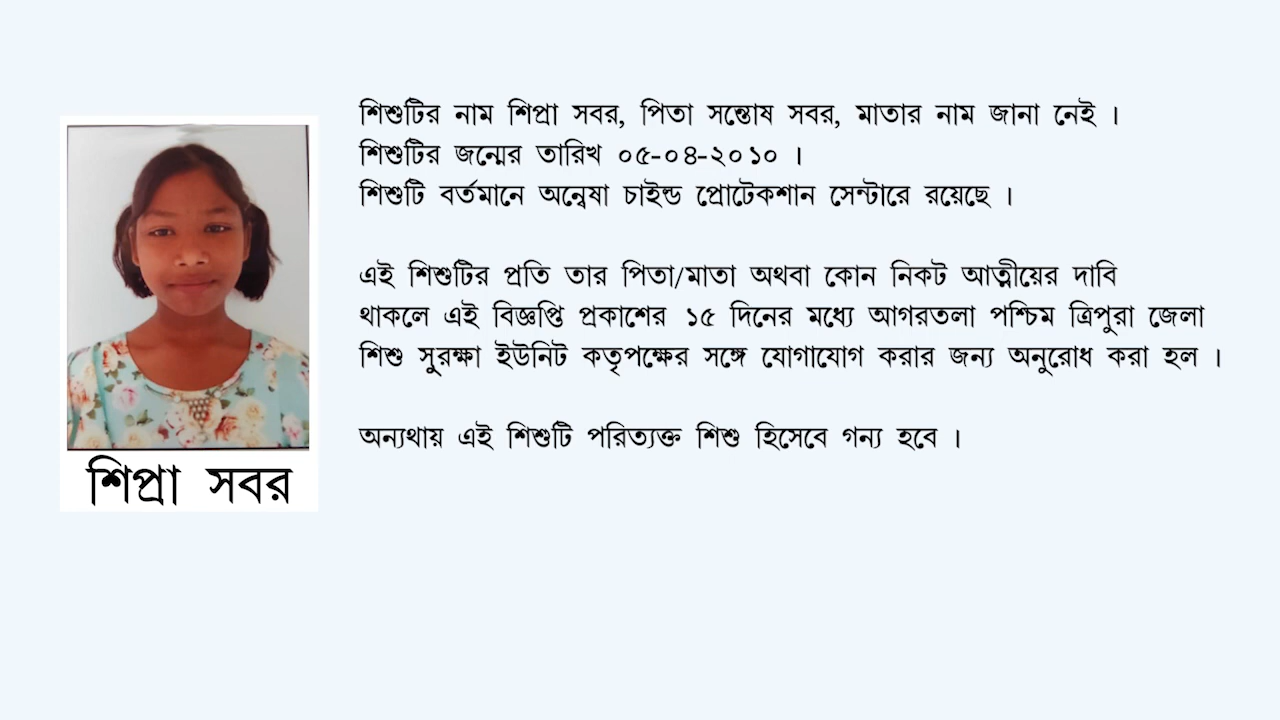 শিশুটির নাম শিপ্রা সবর, পিতা সন্তোষ সবর, মাতার নাম জানা নেই ।
শিশুটির জন্মের তারিখ ০৫-০৪-২০১০ ।
শিশুটি বর্তমানে অন্বেষা চাইল্ড প্রোটেকশান সেন্টারে রয়েছে ।
এই শিশুটির প্রতি তার পিতা/মাতা অথবা কোন নিকট আত্মীয়ের দাবি
থাকলে এই বিজ্ঞপ্তি প্রকাশের ১৫ দিনের মধ্যে আগরতলা পশ্চিম ত্রিপুরা জেলা
শিশু সুরক্ষা ইউনিট কতৃপক্ষের সঙ্গে যোগাযোগ করার জন্য অনুরোধ করা হল ।
অন্যথায় এই শিশুটি পরিত্যক্ত শিশু হিসেবে গন্য হবে ।
শিপ্রা সবর